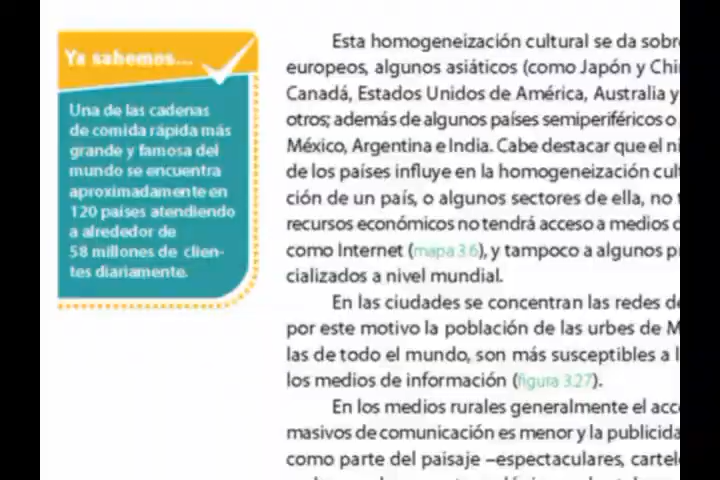 Ya sabemos...
Una de las cadenas
de comida rápida más
grande y famosa del
mundo se encuentra
aproximadamente en
120 países atendiendo
a alrededor de
58 millones de clien-
tes diariamente.
Esta homogeneización cultural se da sobr
europeos, algunos asiáticos (como Japón y Chi
Canadá, Estados Unidos de América, Australia y
otros; además de algunos países semiperiféricos o
México, Argentina e India. Cabe destacar que el ni
de los países influye en la homogeneización cul
ción de un país, o algunos sectores de ella, no
recursos económicos no tendrá acceso a medios
como Internet (mapa 3.6), y tampoco a algunos
cializados a nivel mundial.
En las ciudades se concentran las redes de
por este motivo la población de las urbes de M
las de todo el mundo, son más susceptibles a
los medios de información (figura 3.27).
En los medios rurales generalmente el acc
masivos de comunicación es menor y la publicida
como parte del paisaje –espectaculares, cartel